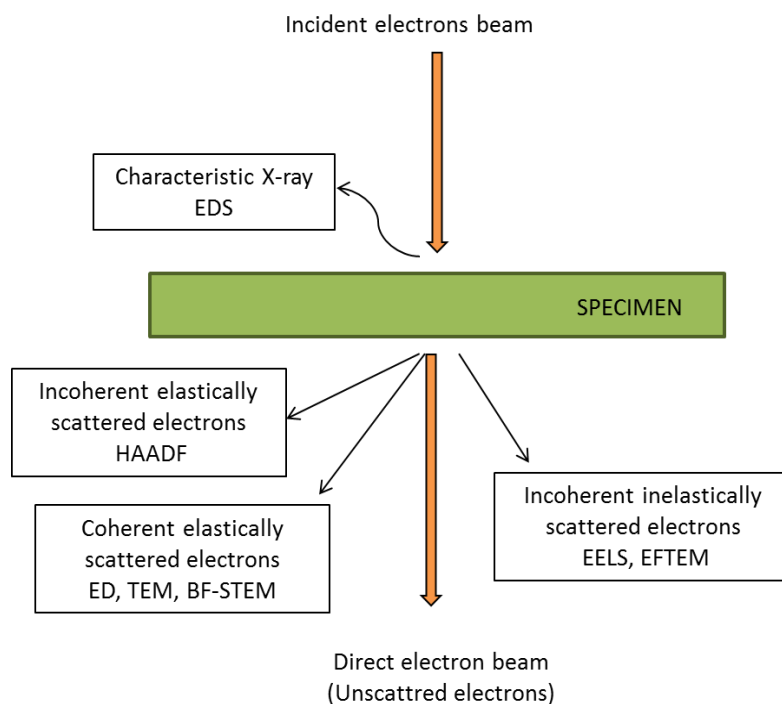 Incident electrons beam
Characteristic X-ray
EDS
SPECIMEN
Incoherent elastically
scattered electrons
HAADF
Coherent elastically
scattered electrons
ED, TEM, BF-STEM
Incoherent inelastically
scattered electrons
EELS, EFTEM
Direct electron beam
(Unscattred electrons)